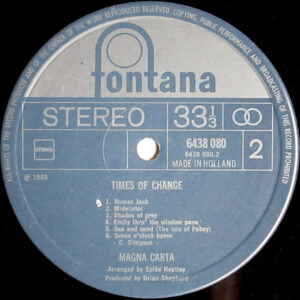 ALL RIGHTS OF THE RECORD PRODUCER AND OF THE OWNER OF THE WORK REPRODUCED RESERVED. COPYING, PUBLIC PERFORMANCE AND BROADCASTING OF THIS RECORD PROHIBITED
fontana
STEREO 33 1/3
6438 080
6438 080.2
MADE IN HOLLAND
2
STEMRA
℗ 1969
TIMES OF CHANGE
1. Romeo Jack
2. Midwinter
3. Shades of grey
4. Emily thru' the window pane
5. Sea and sand (The isla of Pabay)
6. Seven o'clock hymn
C. Simpson
MAGNA CARTA
Arranged by Spike Heatley
Produced by Brian Shepherd